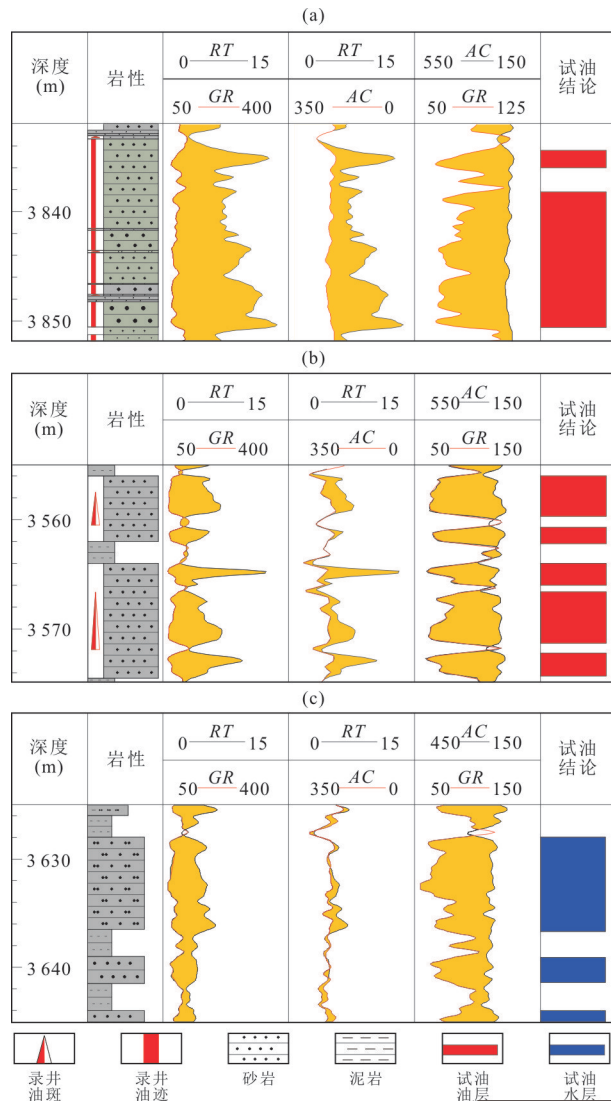 (a)
深度 (m)
岩性
0 RT 15
0 RT 15
550 AC 150
试油结论
50 GR 400
350 AC 0
50 GR 125
3 840
3 850
(b)
深度 (m)
岩性
0 RT 15
0 RT 15
550 AC 150
试油结论
50 GR 400
350 AC 0
50 GR 150
3 560
3 570
(c)
深度 (m)
岩性
0 RT 15
0 RT 15
450 AC 150
试油结论
50 GR 400
350 AC 0
50 GR 150
3 630
3 640
录井油斑
录井油迹
砂岩
泥岩
试油油层
试油水层